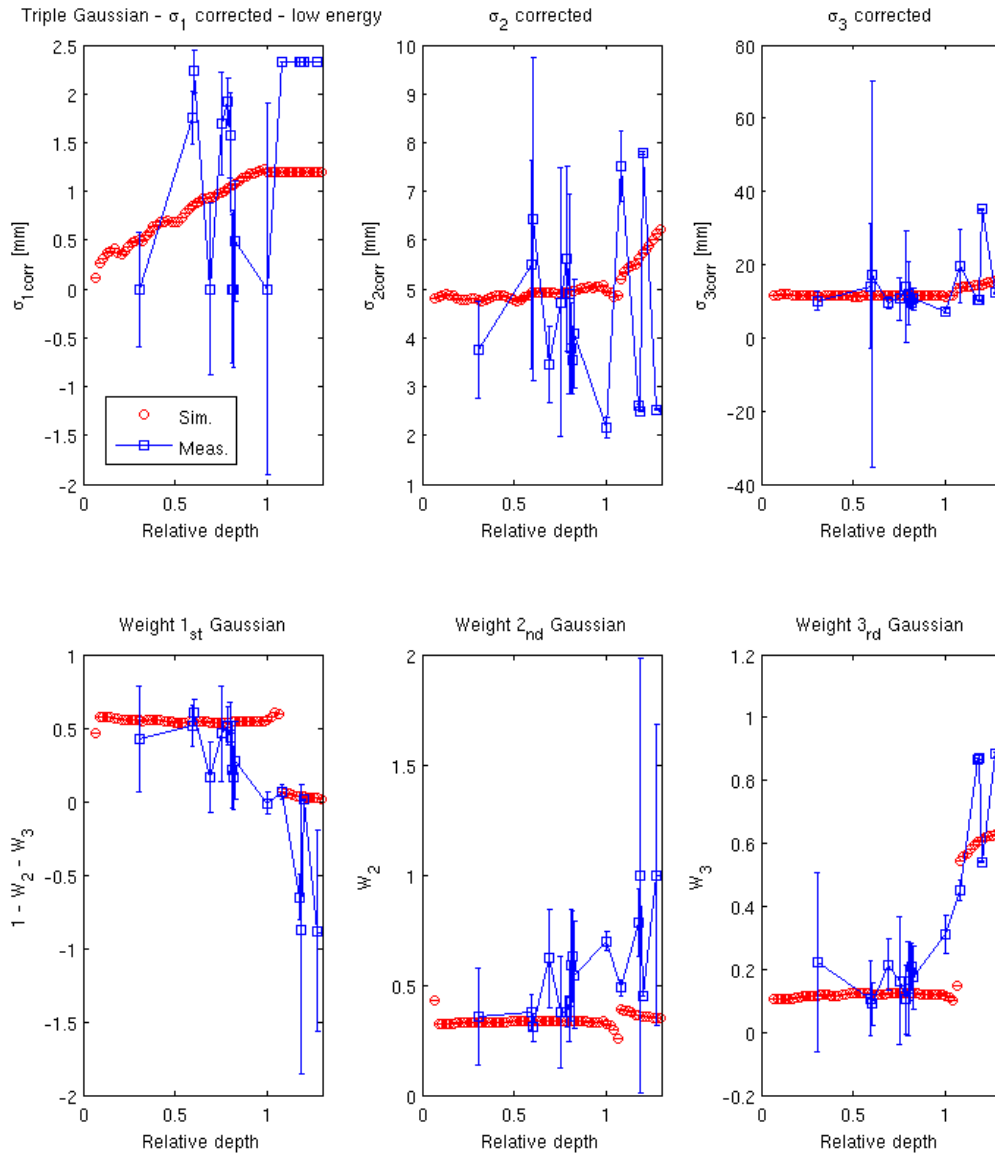 Triple Gaussian - σ1 corrected - low energy
σ2 corrected
σ3 corrected
2.5
2
1.5
1
0.5
0
-0.5
-1
-1.5
-2
σ1corr [mm]
Sim.
Meas.
0 0.5 1
Relative depth
10
9
8
7
6
5
4
3
2
1
σ2corr [mm]
0 0.5 1
Relative depth
80
60
40
20
0
-20
-40
σ3corr [mm]
0 0.5 1
Relative depth
Weight 1st Gaussian
Weight 2nd Gaussian
Weight 3rd Gaussian
1
0.5
0
-0.5
-1
-1.5
-2
1 - W2 - W3
0 0.5 1
Relative depth
2
1.5
1
0.5
0
W2
0 0.5 1
Relative depth
1.2
1
0.8
0.6
0.4
0.2
0
-0.2
W3
0 0.5 1
Relative depth